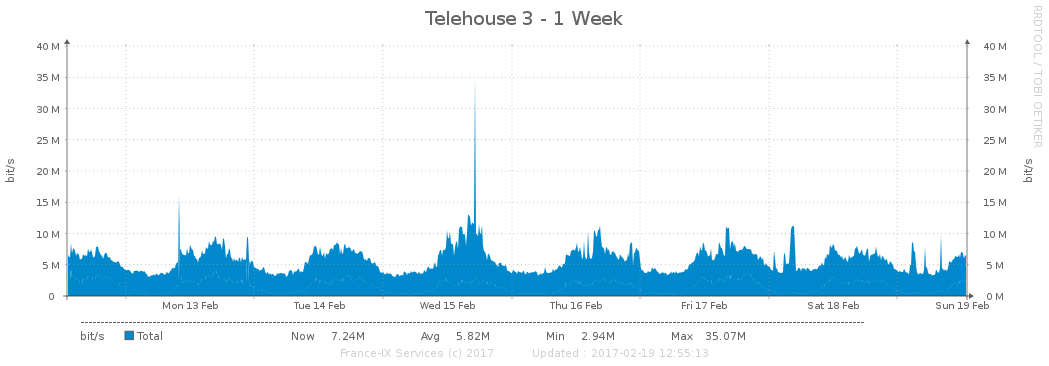 Telehouse 3 - 1 Week
RRDTOOL / TOBI OETIKER
bit/s
40 M 40 M
35 M 35 M
30 M 30 M
25 M 25 M
20 M 20 M
15 M 15 M
10 M 10 M
5 M 5 M
0 0 M
bit/s
Mon 13 Feb Tue 14 Feb Wed 15 Feb Thu 16 Feb Fri 17 Feb Sat 18 Feb Sun 19 Feb
bit/s Total Now 7.24M Avg 5.82M Min 2.94M Max 35.07M
France-IX Services (c) 2017 Updated : 2017-02-19 12:55:13